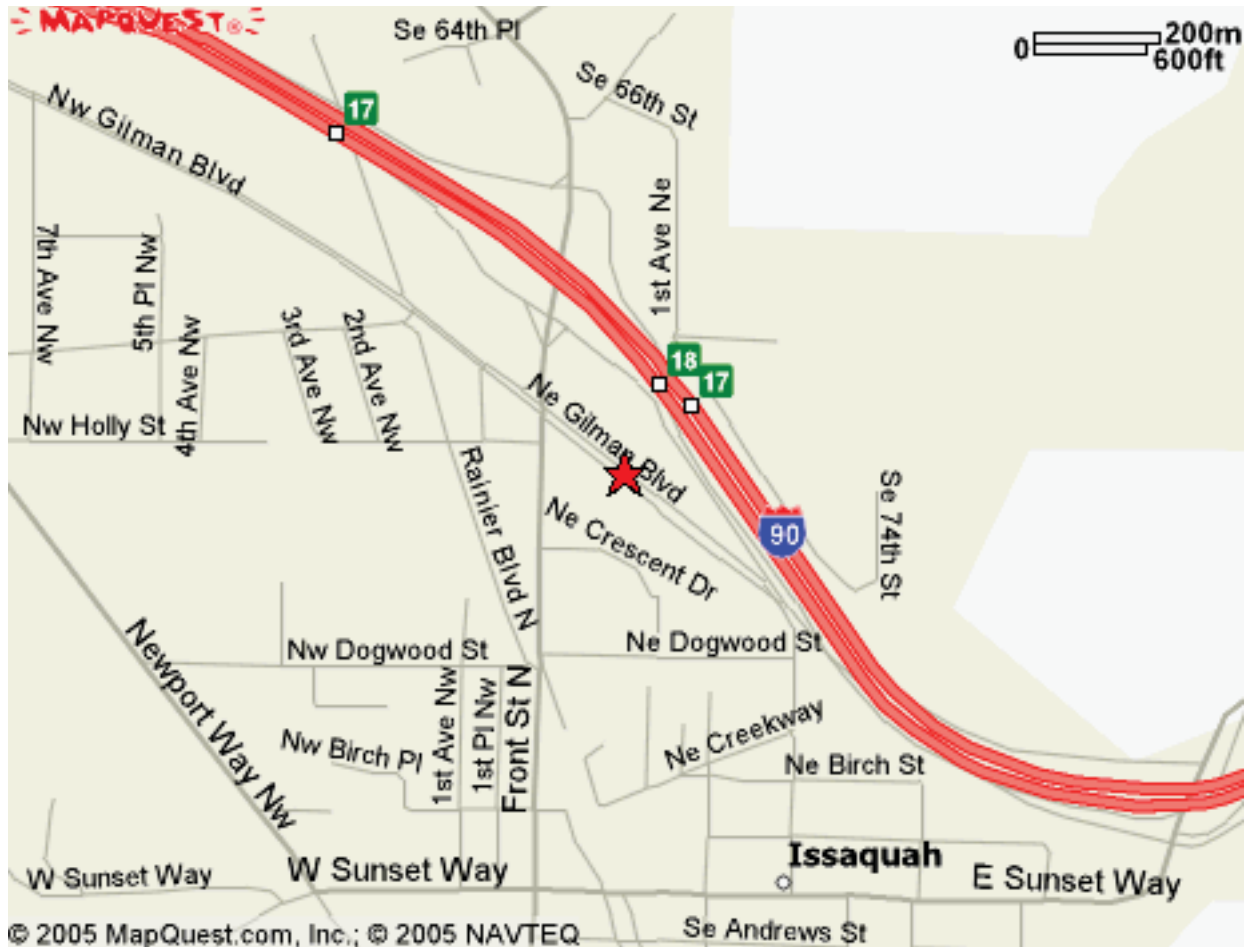 MAPQUEST®
Se 64th Pl
0
200m
600ft
Se 66th St
17
Nw Gilman Blvd
1st Ave Ne
7th Ave Nw
5th Pl Nw
4th Ave Nw
3rd Ave Nw
2nd Ave Nw
18
17
Ne Gilman Blvd
Nw Holly St
Rainier Blvd N
Se 74th St
90
Ne Crescent Dr
Newport Way Nw
Nw Dogwood St
Ne Dogwood St
1st Ave Nw
1st Pl Nw
Front St N
Nw Birch Pl
Ne Creekway
Ne Birch St
Issaquah
W Sunset Way
W Sunset Way
E Sunset Way
Se Andrews St
© 2005 MapQuest.com, Inc.; © 2005 NAVTEQ